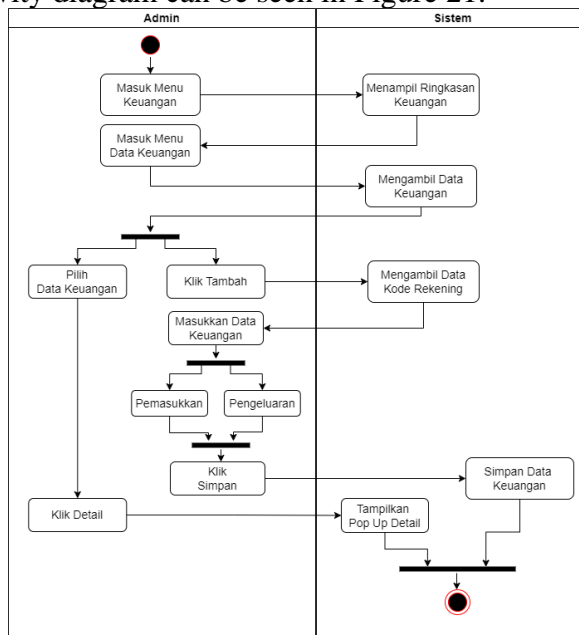 vity diagram can be seen in Figure 21.
Admin
Sistem
Masuk Menu
Keuangan
Menampil Ringkasan
Keuangan
Masuk Menu
Data Keuangan
Mengambil Data
Keuangan
Pilih
Data Keuangan
Klik Tambah
Mengambil Data
Kode Rekening
Masukkan Data
Keuangan
Pemasukkan
Pengeluaran
Klik
Simpan
Simpan Data
Keuangan
Klik Detail
Tampilkan
Pop Up Detail